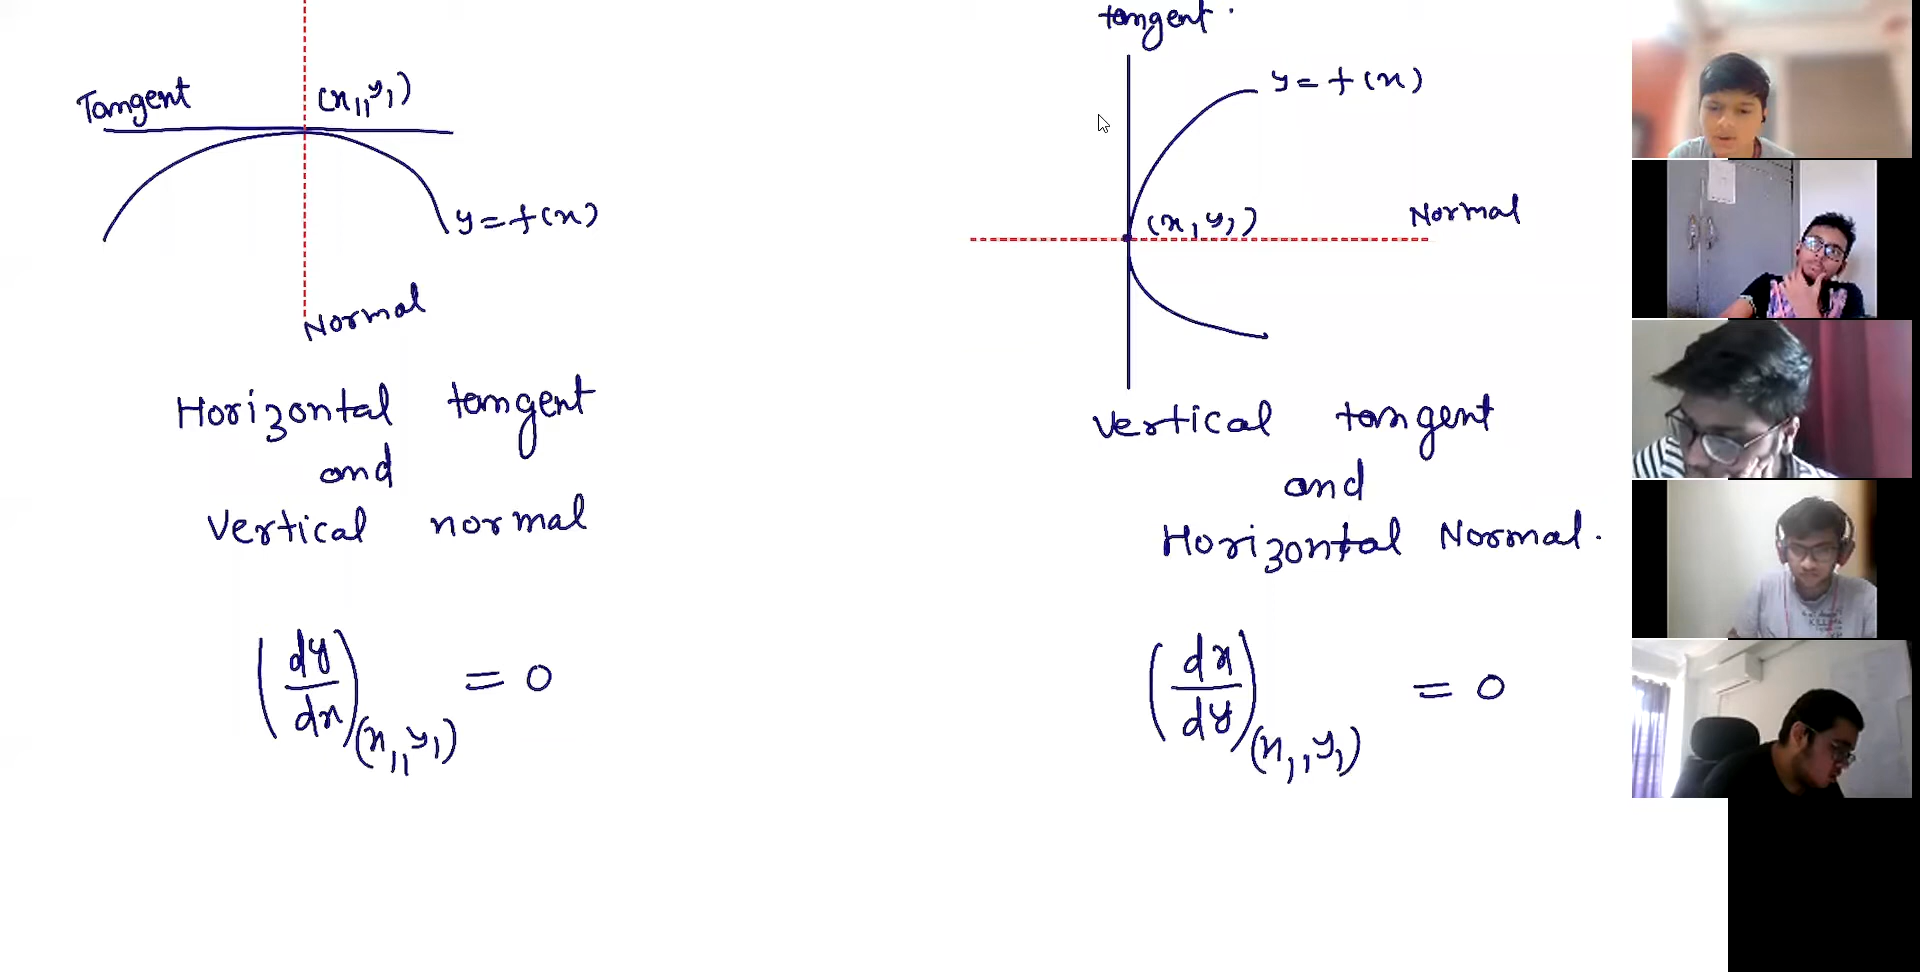 Tangent
(x₁, y₁)
y = f(x)
Normal
Horizontal tangent
and
Vertical normal
(dy/dx)(x₁, y₁) = 0
tangent.
y = f(x)
(x₁ y₁)
Normal
Vertical tangent
and
Horizontal Normal.
(dx/dy)(x₁, y₁) = 0